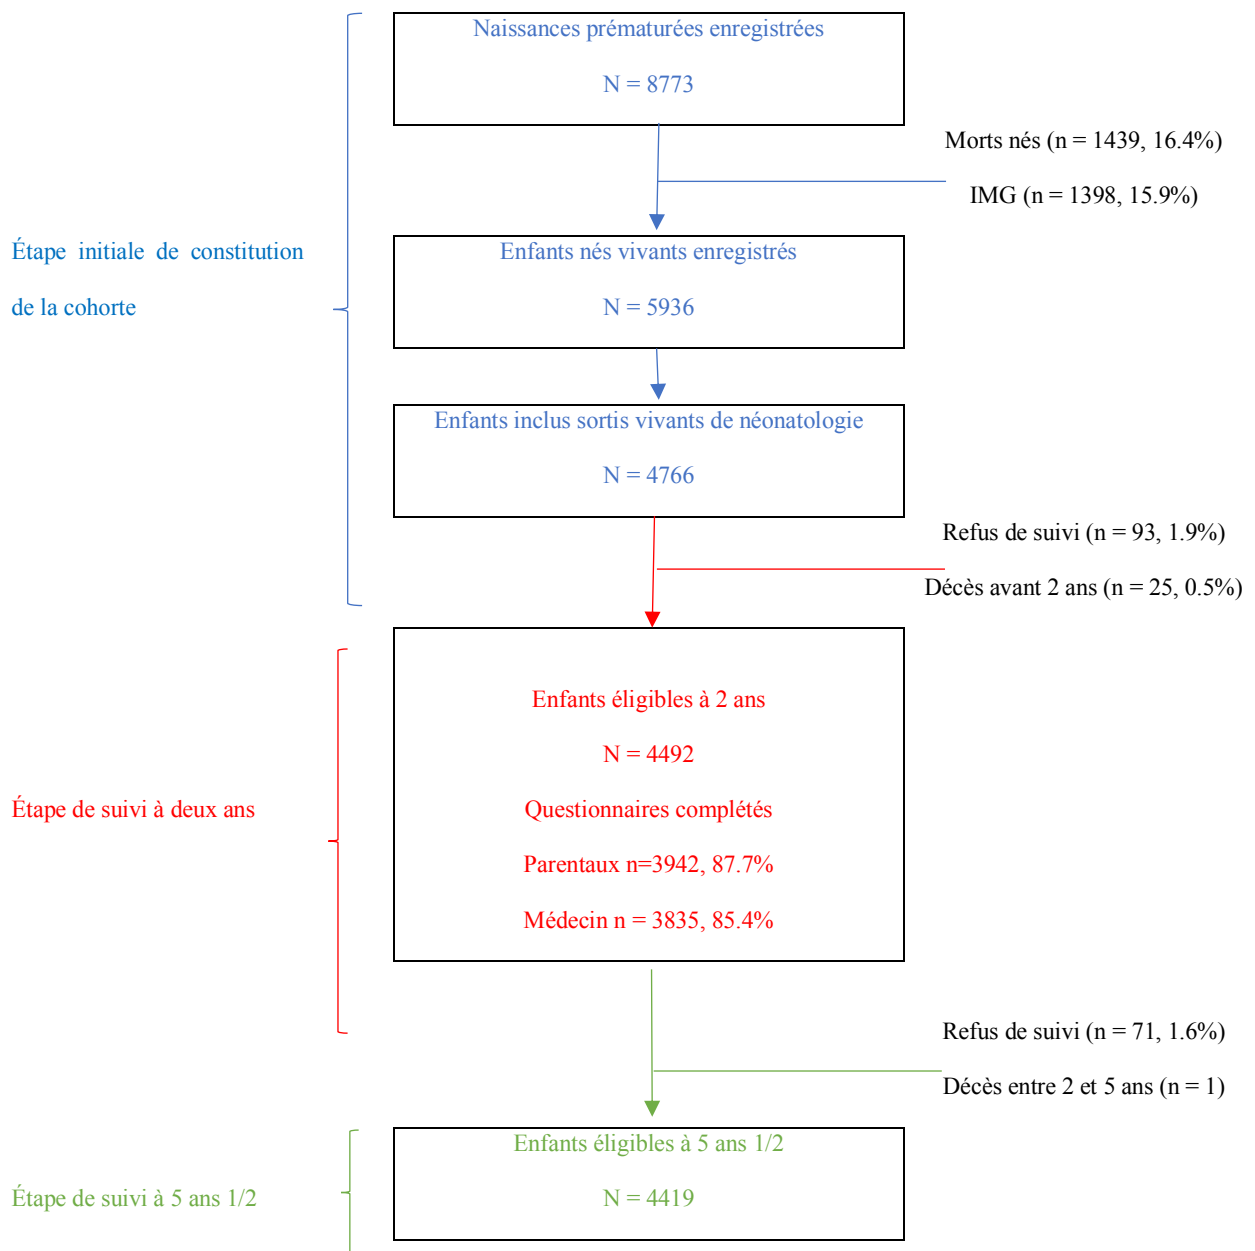 Naissances prématurées enregistrées
N = 8773
Morts nés (n = 1439, 16.4%)
IMG (n = 1398, 15.9%)
Étape initiale de constitution
de la cohorte
Enfants nés vivants enregistrés
N = 5936
Enfants inclus sortis vivants de néonatologie
N = 4766
Refus de suivi (n = 93, 1.9%)
Décès avant 2 ans (n = 25, 0.5%)
Étape de suivi à deux ans
Enfants éligibles à 2 ans
N = 4492
Questionnaires complétés
Parentaux n=3942, 87.7%
Médecin n = 3835, 85.4%
Refus de suivi (n = 71, 1.6%)
Décès entre 2 et 5 ans (n = 1)
Étape de suivi à 5 ans 1/2
Enfants éligibles à 5 ans 1/2
N = 4419